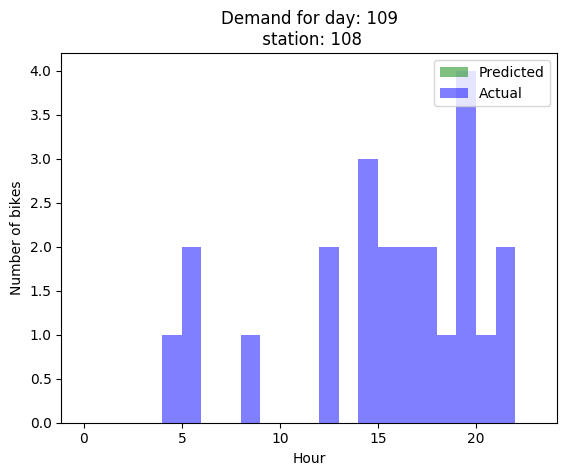 Demand for day: 109
station: 108
Predicted
Actual
4.0
3.5
3.0
2.5
2.0
1.5
1.0
0.5
0.0
Number of bikes
0 5 10 15 20
Hour